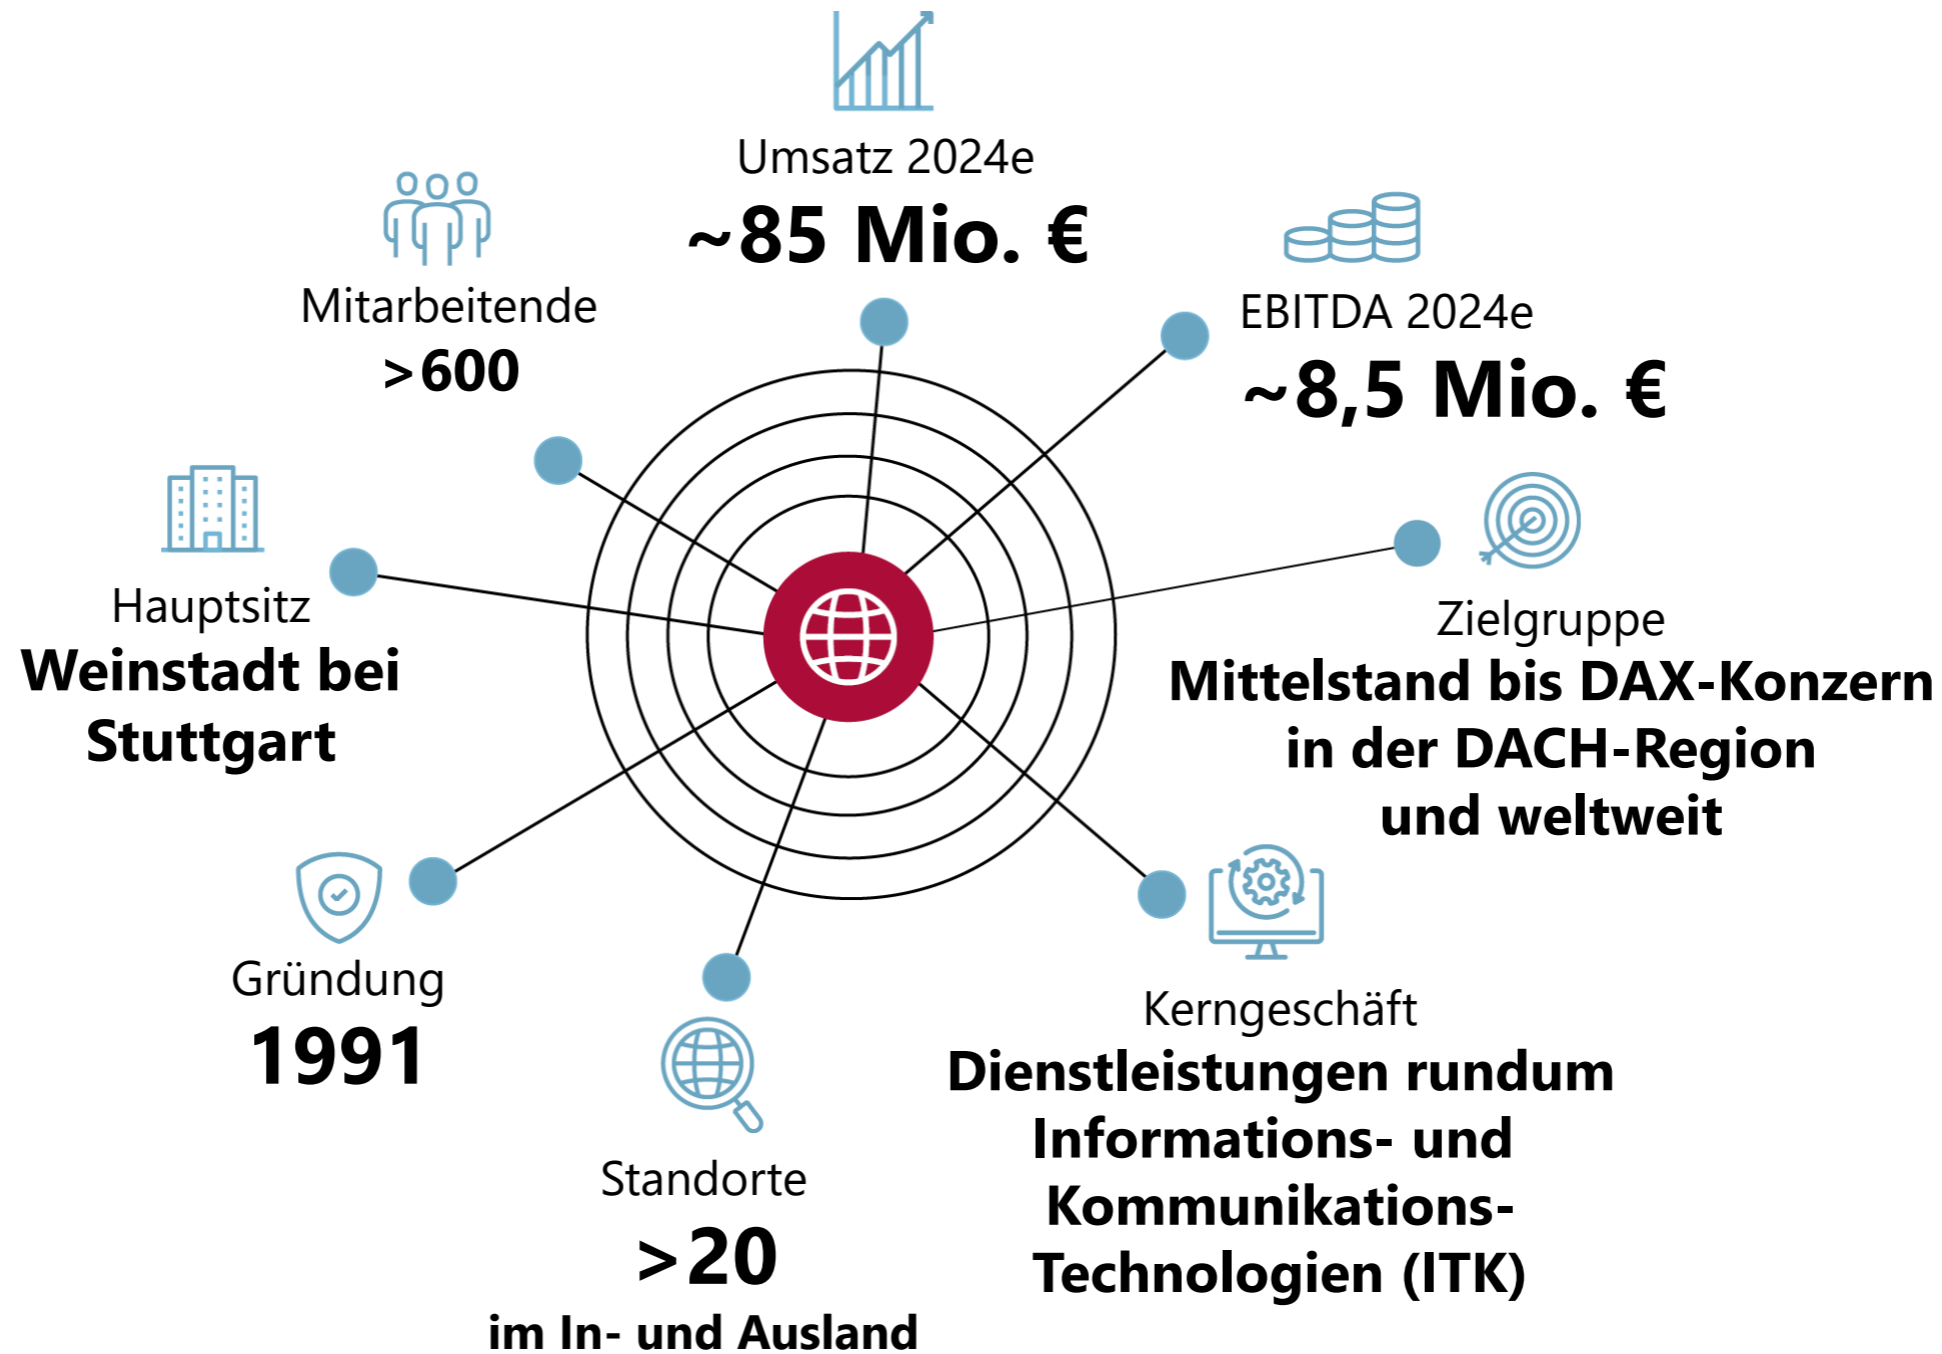 Umsatz 2024e
~85 Mio. €
Mitarbeitende
>600
EBITDA 2024e
~8,5 Mio. €
Hauptsitz
Weinstadt bei
Stuttgart
Zielgruppe
Mittelstand bis DAX-Konzern
in der DACH-Region
und weltweit
Gründung
1991
Kerngeschäft
Dienstleistungen rundum
Informations- und
Kommunikations-
Technologien (ITK)
Standorte
>20
im In- und Ausland